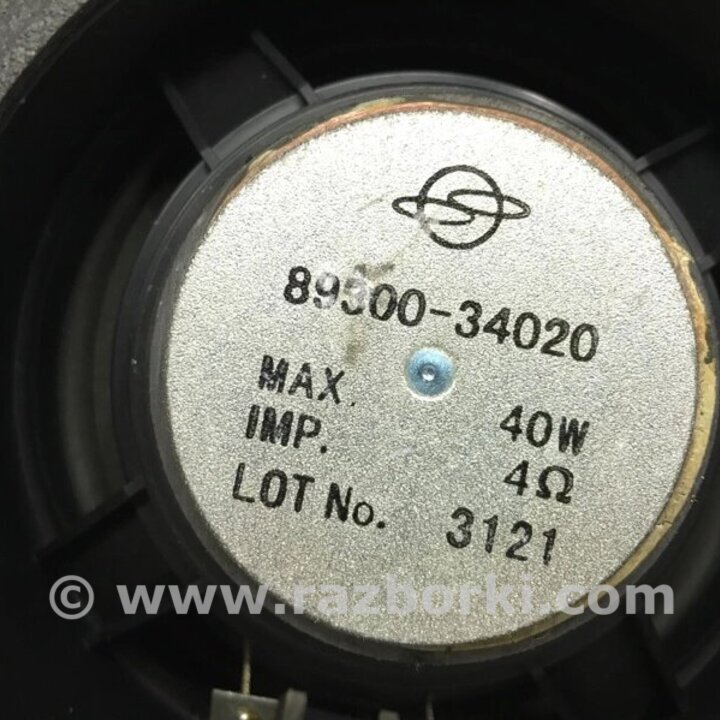 89300-34020
MAX. 40W
IMP. 4Ω
LOT No. 3121
© www.razborki.com